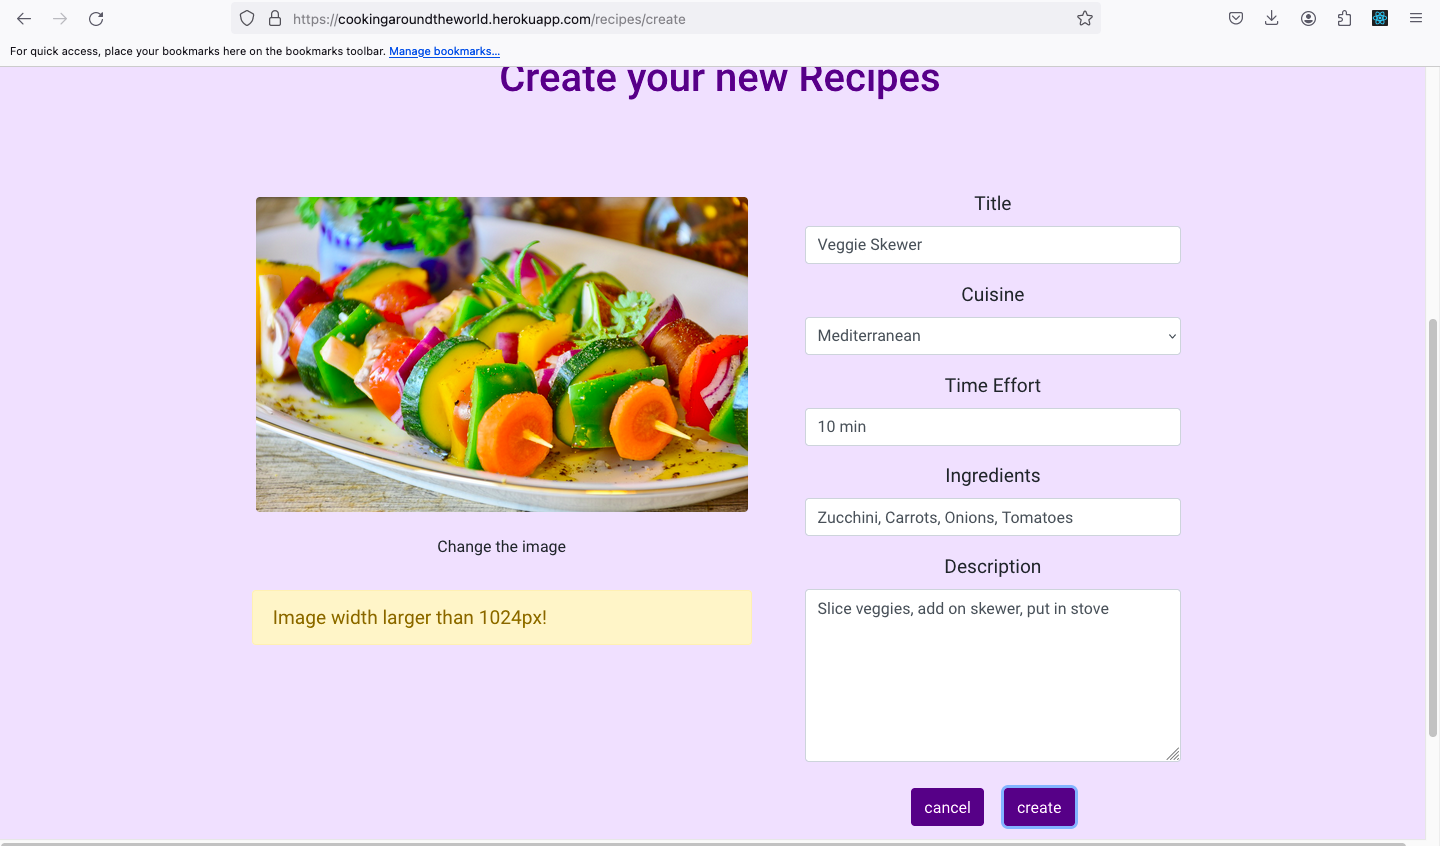 https://cookingaroundtheworld.herokuapp.com/recipes/create
For quick access, place your bookmarks here on the bookmarks toolbar. Manage bookmarks...
Create your new Recipes
Title
Veggie Skewer
Cuisine
Mediterranean
Time Effort
10 min
Ingredients
Zucchini, Carrots, Onions, Tomatoes
Change the image
Description
Image width larger than 1024px!
Slice veggies, add on skewer, put in stove
cancel
create